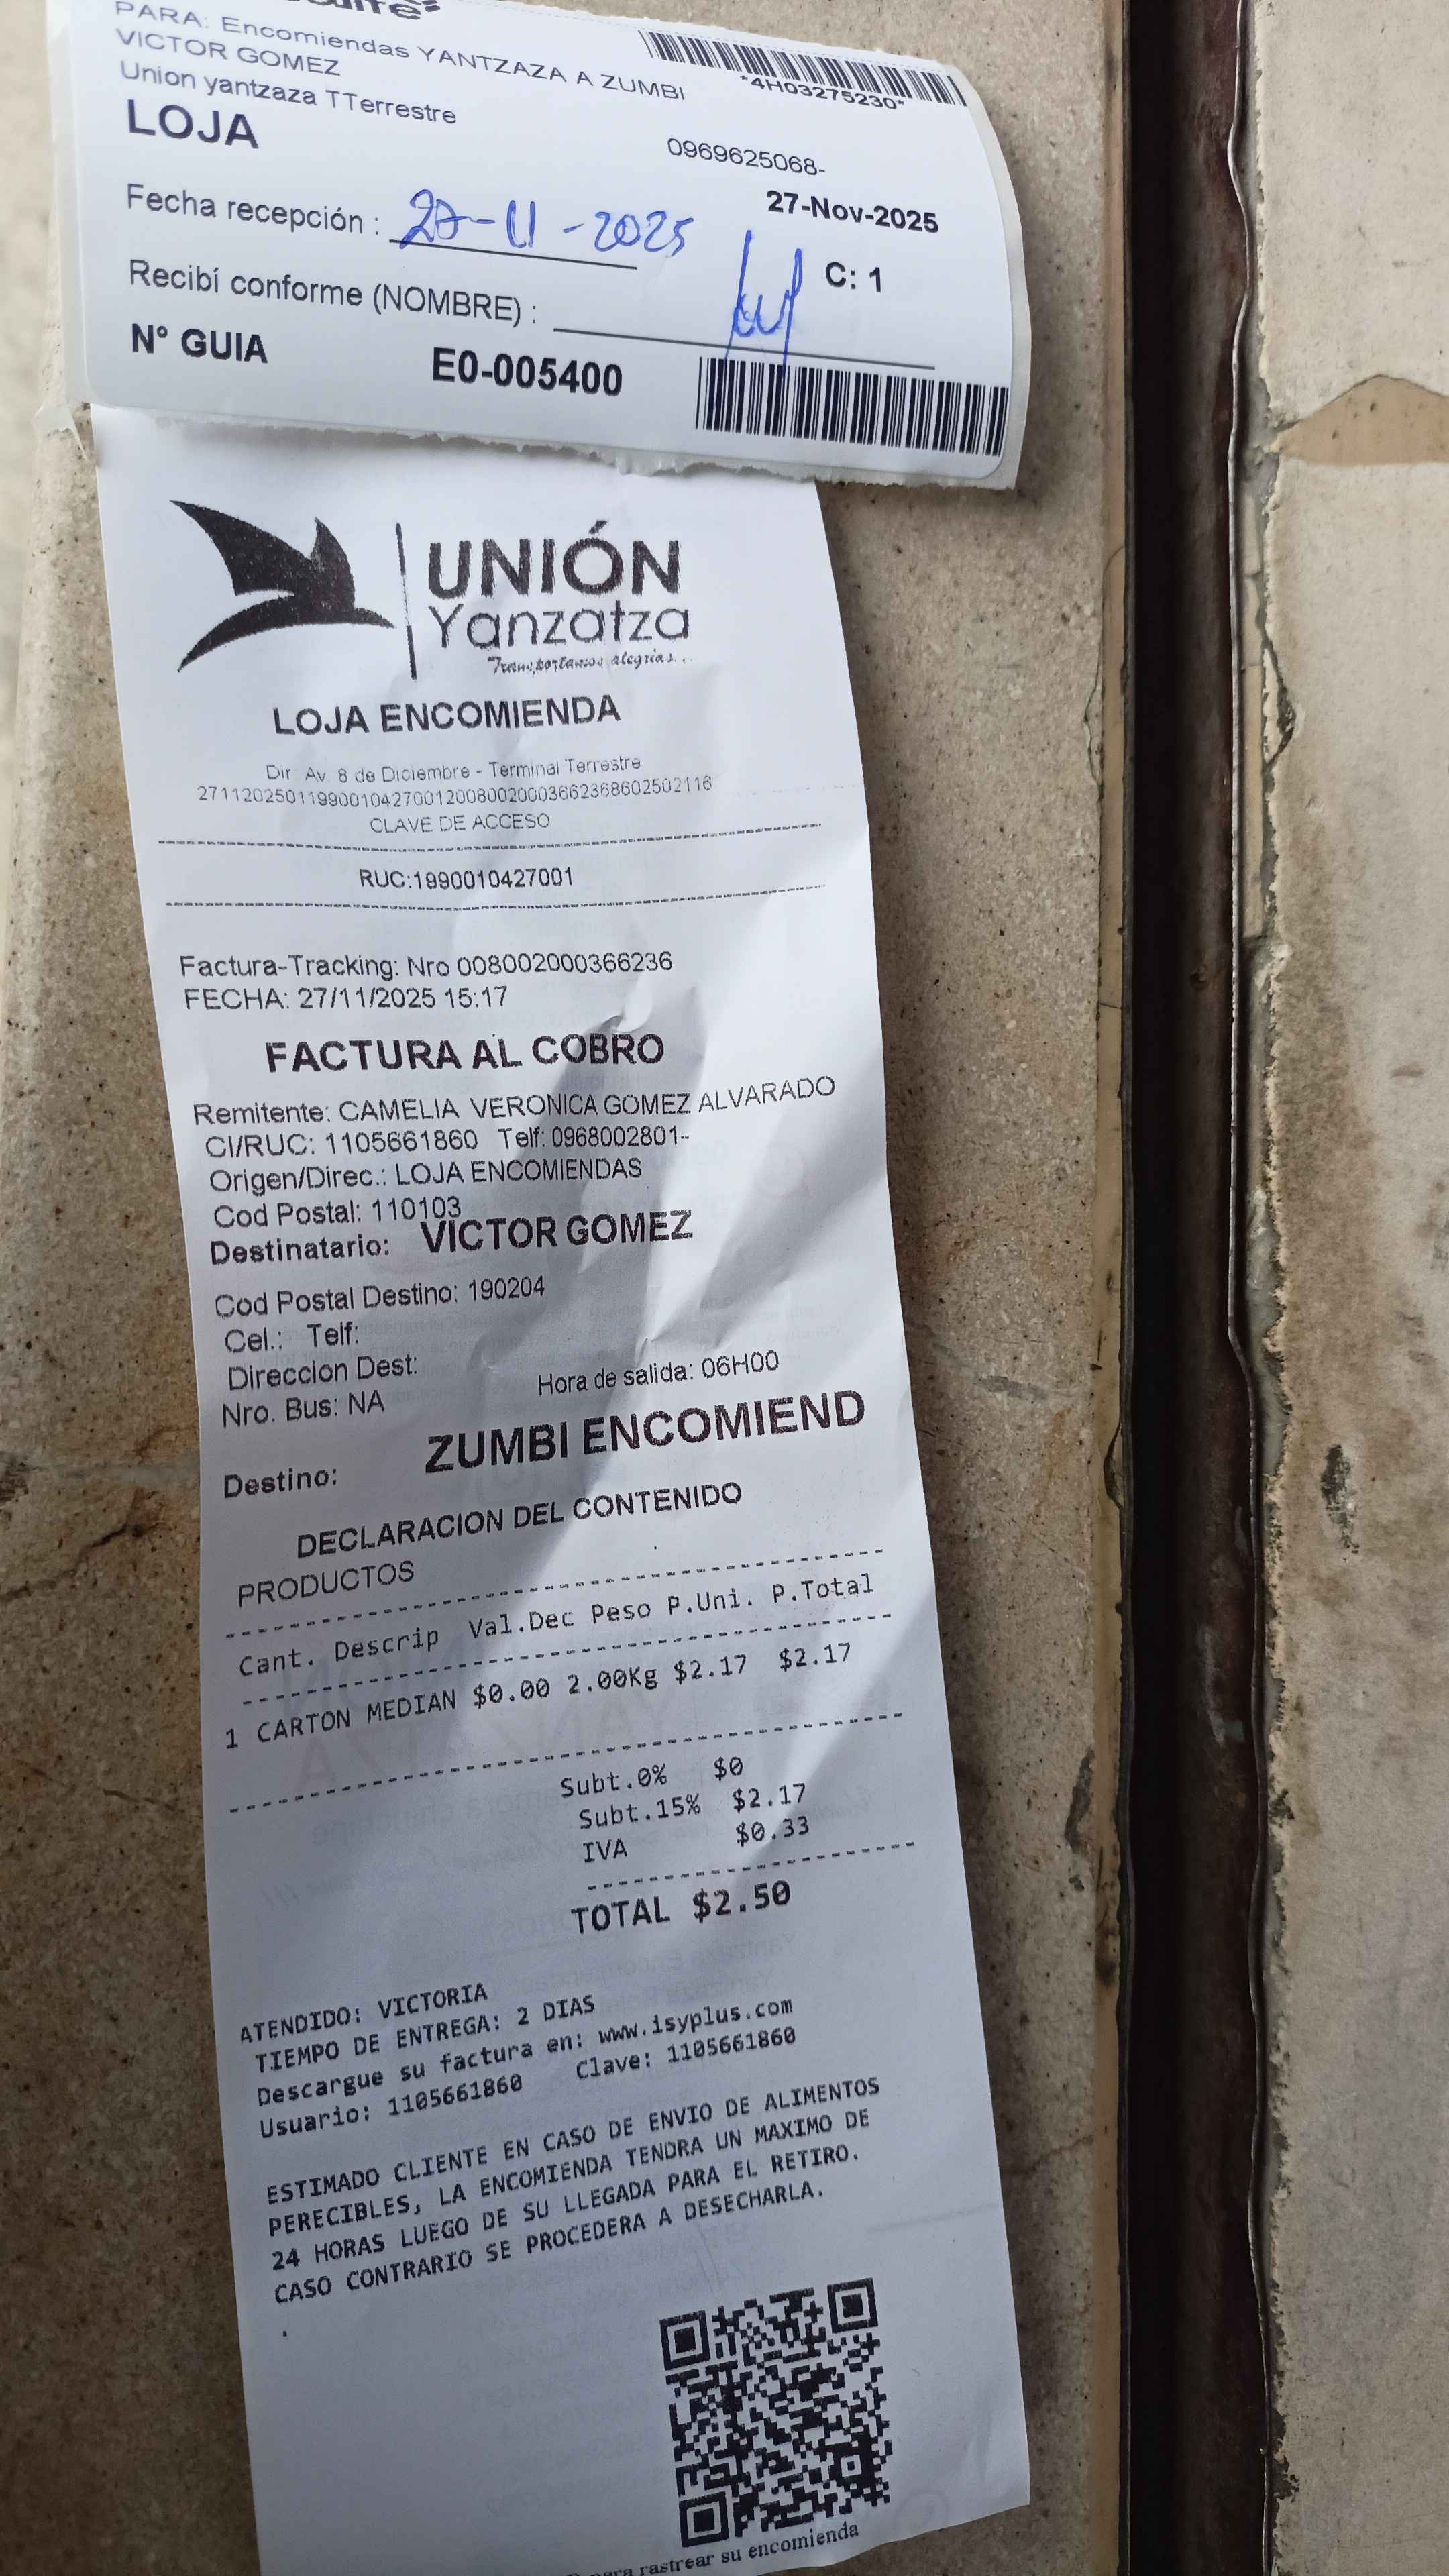 PARA: Encomiendas YANTZAZA A ZUMBI
VICTOR GOMEZ
Union yantzaza TTerrestre
*4H03275230*
LOJA
0969625068-
27-Nov-2025
Fecha recepción : 27-11-2025
C: 1
Recibí conforme (NOMBRE) :
N° GUIA E0-005400
UNIÓN
Yanzatza
Transportamos alegrías...
LOJA ENCOMIENDA
Dir. Av. 8 de Diciembre - Terminal Terrestre
2711202501199001042700120080020003662368602502116
CLAVE DE ACCESO
RUC:1990010427001
Factura-Tracking: Nro 008002000366236
FECHA: 27/11/2025 15:17
FACTURA AL COBRO
Remitente: CAMELIA VERONICA GOMEZ ALVARADO
CI/RUC: 1105661860 Telf: 0968002801-
Origen/Direc.: LOJA ENCOMIENDAS
Cod Postal: 110103
Destinatario: VICTOR GOMEZ
Cod Postal Destino: 190204
Cel.: Telf:
Direccion Dest:
Nro. Bus: NA Hora de salida: 06H00
Destino: ZUMBI ENCOMIEND
DECLARACION DEL CONTENIDO
PRODUCTOS
Cant. Descrip Val.Dec Peso P.Uni. P.Total
1 CARTON MEDIAN $0.00 2.00Kg $2.17 $2.17
Subt.0% $0
Subt.15% $2.17
IVA $0.33
TOTAL $2.50
ATENDIDO: VICTORIA
TIEMPO DE ENTREGA: 2 DIAS
Descargue su factura en: www.isyplus.com
Usuario: 1105661860 Clave: 1105661860
ESTIMADO CLIENTE EN CASO DE ENVIO DE ALIMENTOS
PERECIBLES, LA ENCOMIENDA TENDRA UN MAXIMO DE
24 HORAS LUEGO DE SU LLEGADA PARA EL RETIRO.
CASO CONTRARIO SE PROCEDERA A DESECHARLA.
.
para rastrear su encomienda